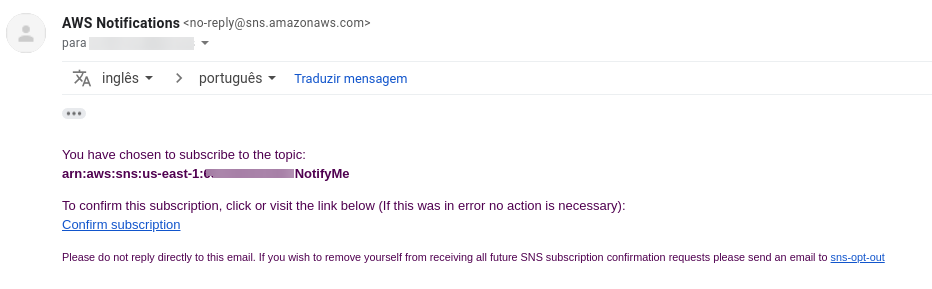 AWS Notifications <no-reply@sns.amazonaws.com>
para
inglês > português Traduzir mensagem
You have chosen to subscribe to the topic:
arn:aws:sns:us-east-1: NotifyMe
To confirm this subscription, click or visit the link below (If this was in error no action is necessary):
Confirm subscription
Please do not reply directly to this email. If you wish to remove yourself from receiving all future SNS subscription confirmation requests please send an email to sns-opt-out